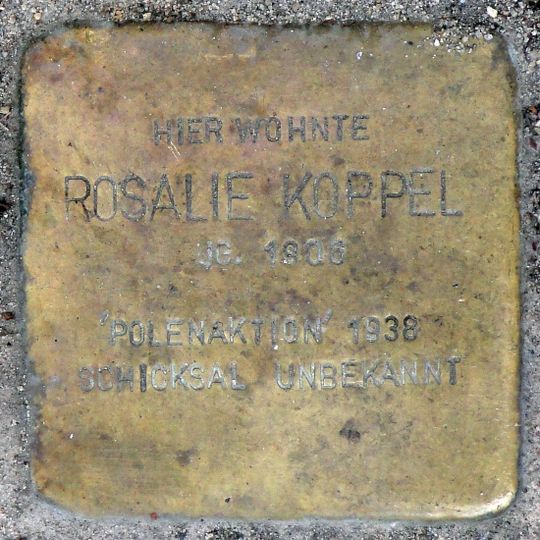 HIER WOHNTE
ROSALIE KOPPEL
JG. 1906
'POLENAKTION' 1938
SCHICKSAL UNBEKANNT